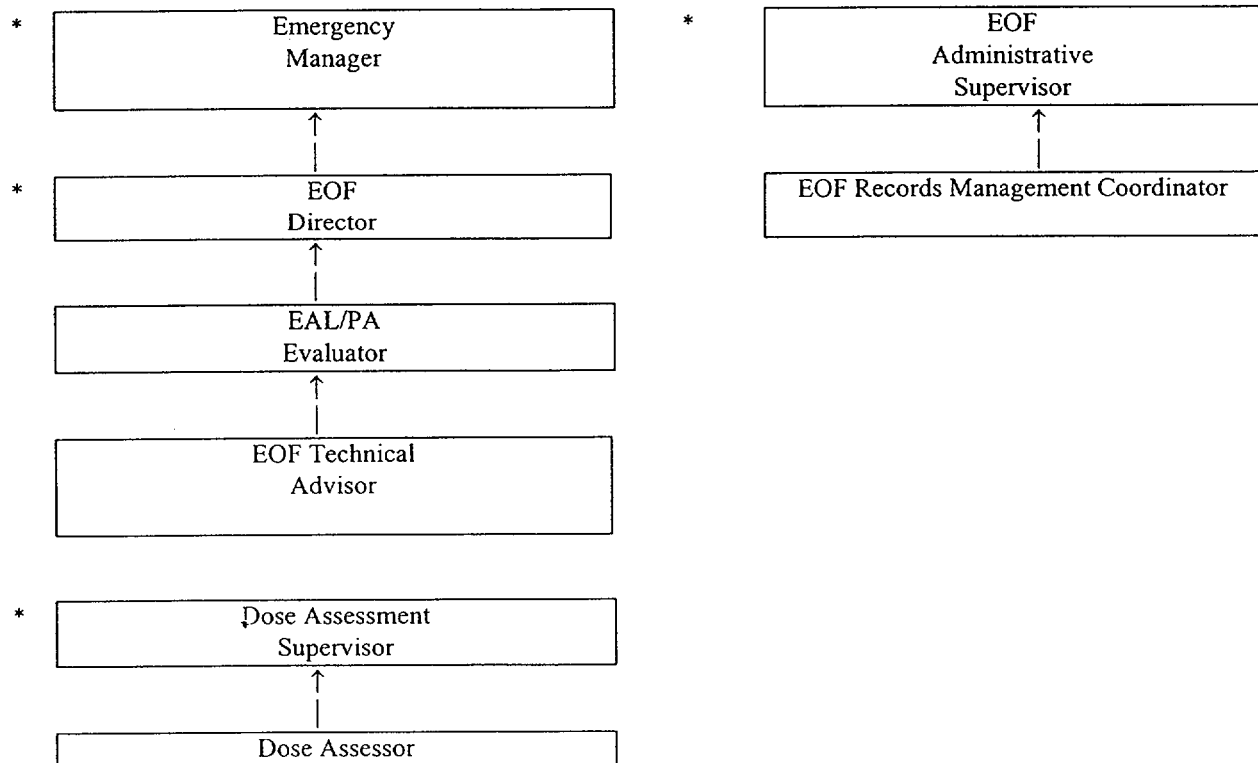 *
Emergency
Manager
*
EOF
Director
EAL/PA
Evaluator
EOF Technical
Advisor
*
Dose Assessment
Supervisor
Dose Assessor
*
EOF
Administrative
Supervisor
EOF Records Management Coordinator